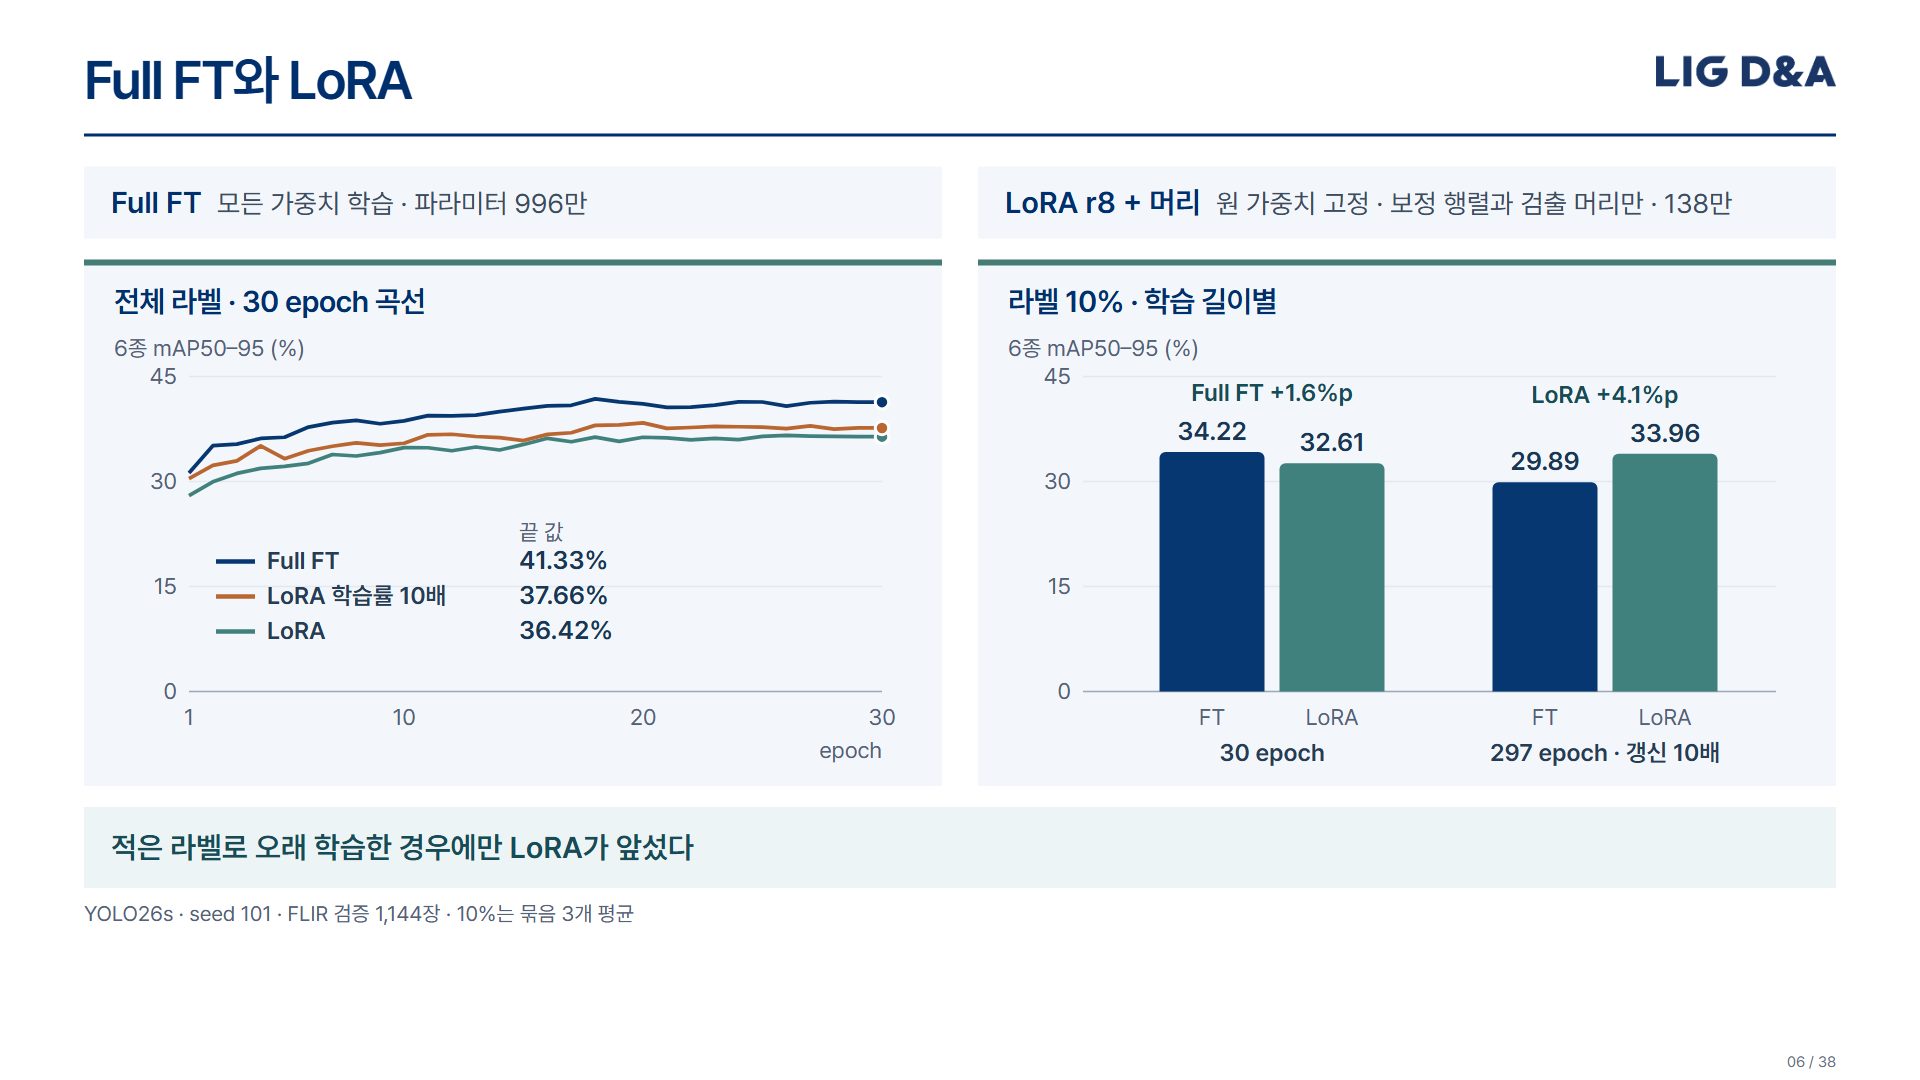 Full FT와 LoRA
LIG D&A
Full FT 모든 가중치 학습 · 파라미터 996만
LoRA r8 + 머리 원 가중치 고정 · 보정 행렬과 검출 머리만 · 138만
전체 라벨 · 30 epoch 곡선
6종 mAP50–95 (%)
45
30
15
0
끝 값
Full FT 41.33%
LoRA 학습률 10배 37.66%
LoRA 36.42%
1 10 20 30
epoch
라벨 10% · 학습 길이별
6종 mAP50–95 (%)
45
30
15
0
Full FT +1.6%p
LoRA +4.1%p
34.22
32.61
29.89
33.96
FT LoRA FT LoRA
30 epoch
297 epoch · 갱신 10배
적은 라벨로 오래 학습한 경우에만 LoRA가 앞섰다
YOLO26s · seed 101 · FLIR 검증 1,144장 · 10%는 묶음 3개 평균
06 / 38